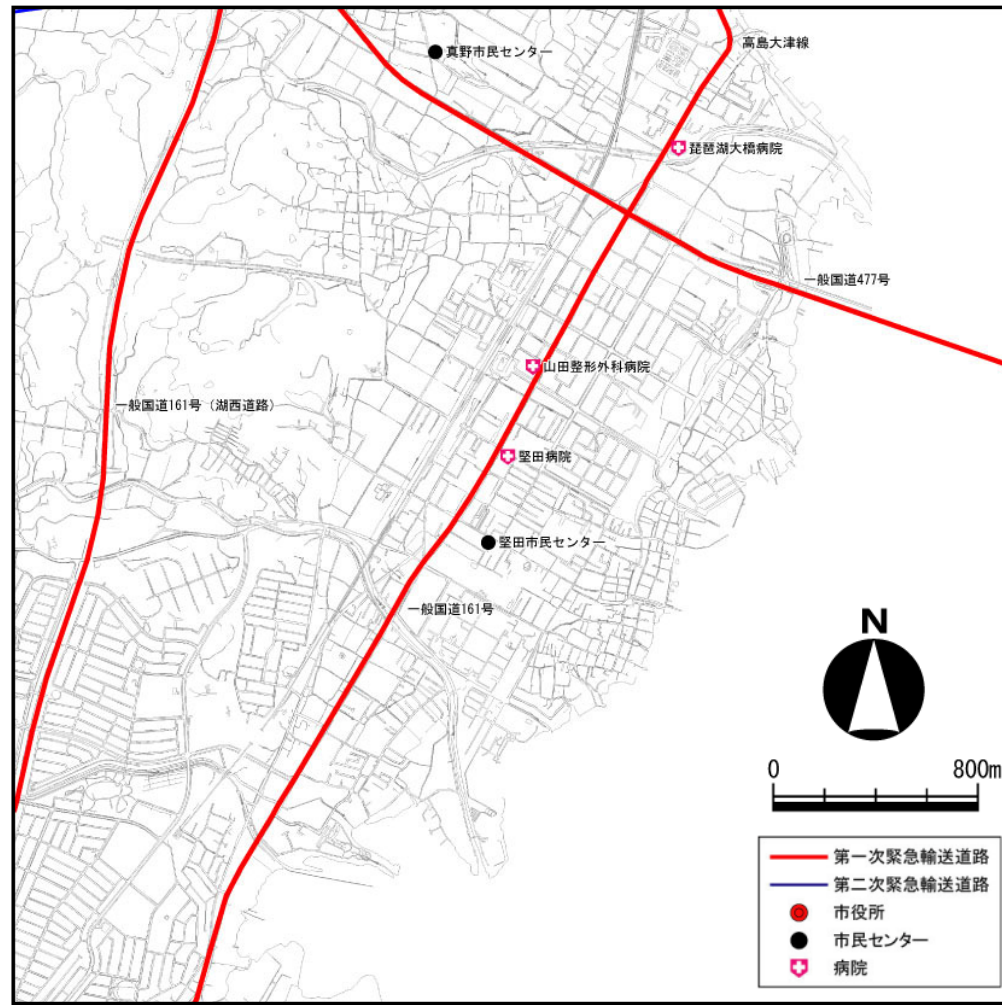 高島大津線
真野市民センター
琵琶湖大橋病院
一般国道477号
山田整形外科病院
一般国道161号（湖西道路）
堅田病院
堅田市民センター
一般国道161号
N
0 800m
第一次緊急輸送道路
第二次緊急輸送道路
市役所
市民センター
病院